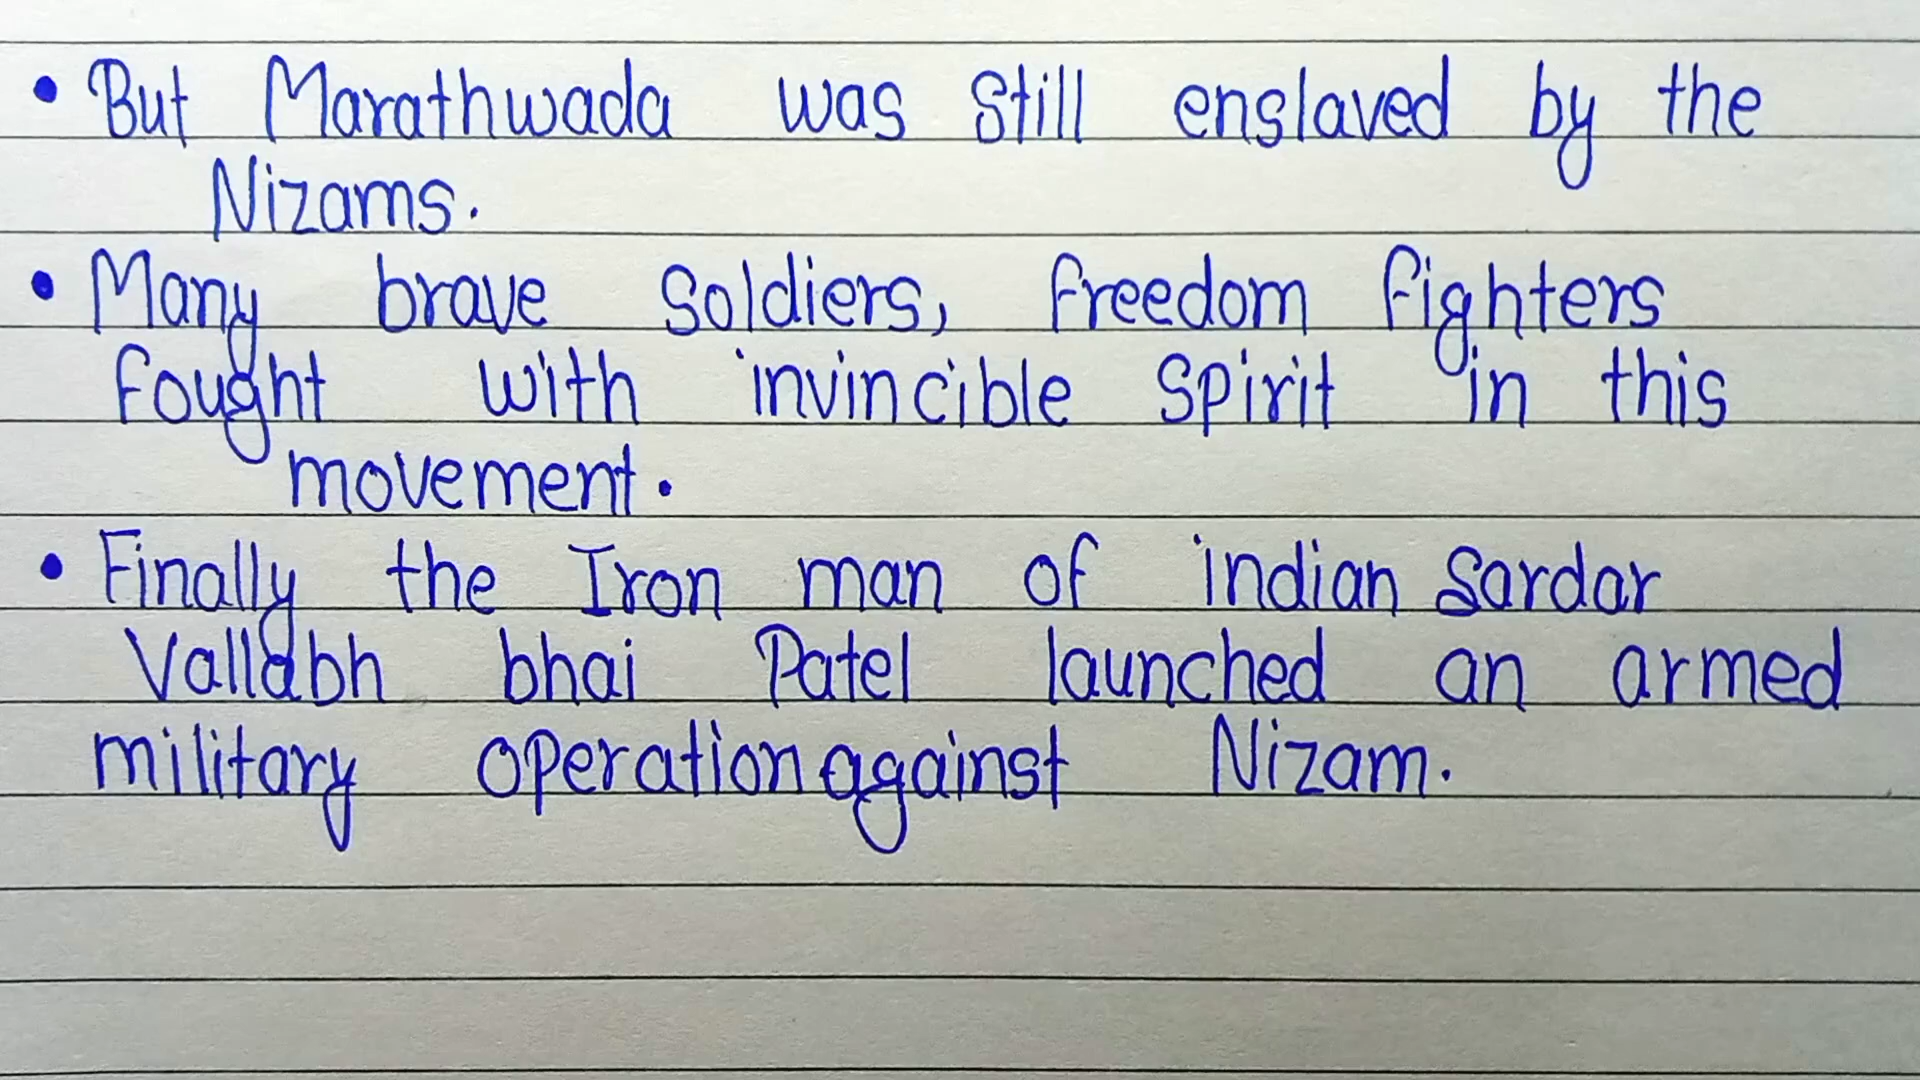 • But Marathwada was still enslaved by the
Nizams.
• Many brave soldiers, freedom fighters
fought with invincible spirit in this
movement.
• Finally the Iron man of indian Sardar
Vallabh bhai Patel launched an armed
military operation against Nizam.